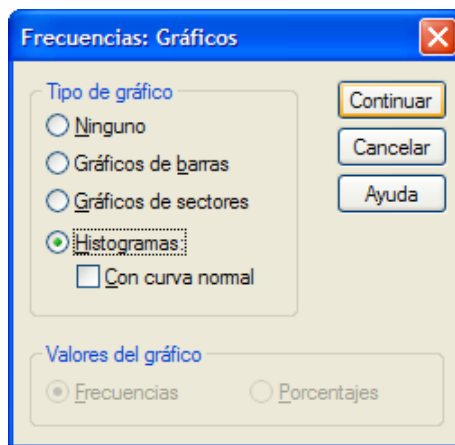 Frecuencias: Gráficos
Tipo de gráfico
Ninguno
Gráficos de barras
Gráficos de sectores
Histogramas:
Con curva normal
Continuar
Cancelar
Ayuda
Valores del gráfico
Frecuencias
Porcentajes